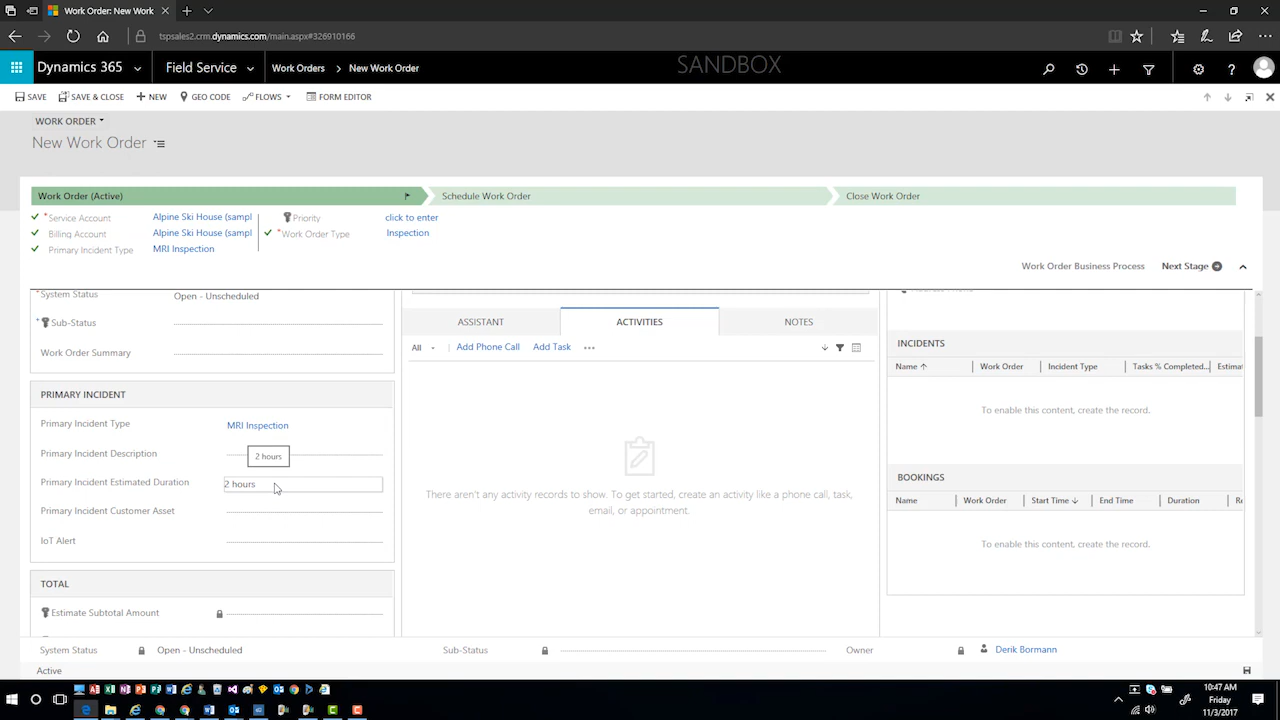 Work Order: New Work
tspsales2.crm.dynamics.com/main.aspx#326910166
Dynamics 365
Field Service
Work Orders > New Work Order
SANDBOX
SAVE
SAVE & CLOSE
NEW
GEO CODE
FLOWS
FORM EDITOR
WORK ORDER
New Work Order
Work Order (Active)
Schedule Work Order
Close Work Order
*Service Account
Alpine Ski House (sampl
Priority
click to enter
Billing Account
Alpine Ski House (sampl
*Work Order Type
Inspection
Primary Incident Type
MRI Inspection
Work Order Business Process
Next Stage
*System Status
Open - Unscheduled
*Sub-Status
Work Order Summary
PRIMARY INCIDENT
Primary Incident Type
MRI Inspection
Primary Incident Description
2 hours
Primary Incident Estimated Duration
2 hours
Primary Incident Customer Asset
IoT Alert
TOTAL
Estimate Subtotal Amount
ASSISTANT
ACTIVITIES
NOTES
All
Add Phone Call
Add Task
There aren't any activity records to show. To get started, create an activity like a phone call, task,
email, or appointment.
INCIDENTS
Name
Work Order
Incident Type
Tasks % Completed...
Estima
To enable this content, create the record.
BOOKINGS
Name
Work Order
Start Time
End Time
Duration
Re
To enable this content, create the record.
System Status
Open - Unscheduled
Sub-Status
Owner
Derik Bormann
Active
10:47 AM
Friday
11/3/2017